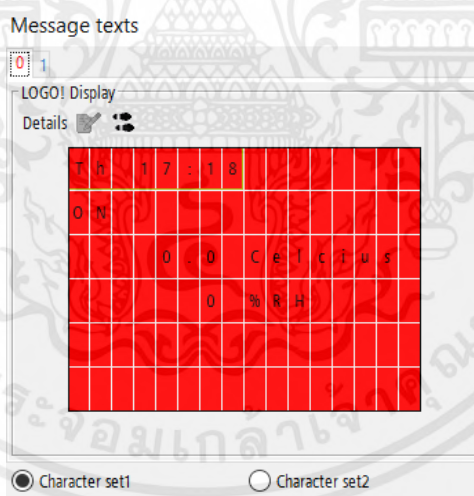 Message texts
0 1
LOGO! Display
Details
Th 17:18
ON
0.0 Celcius
0 %RH
Character set1 Character set2